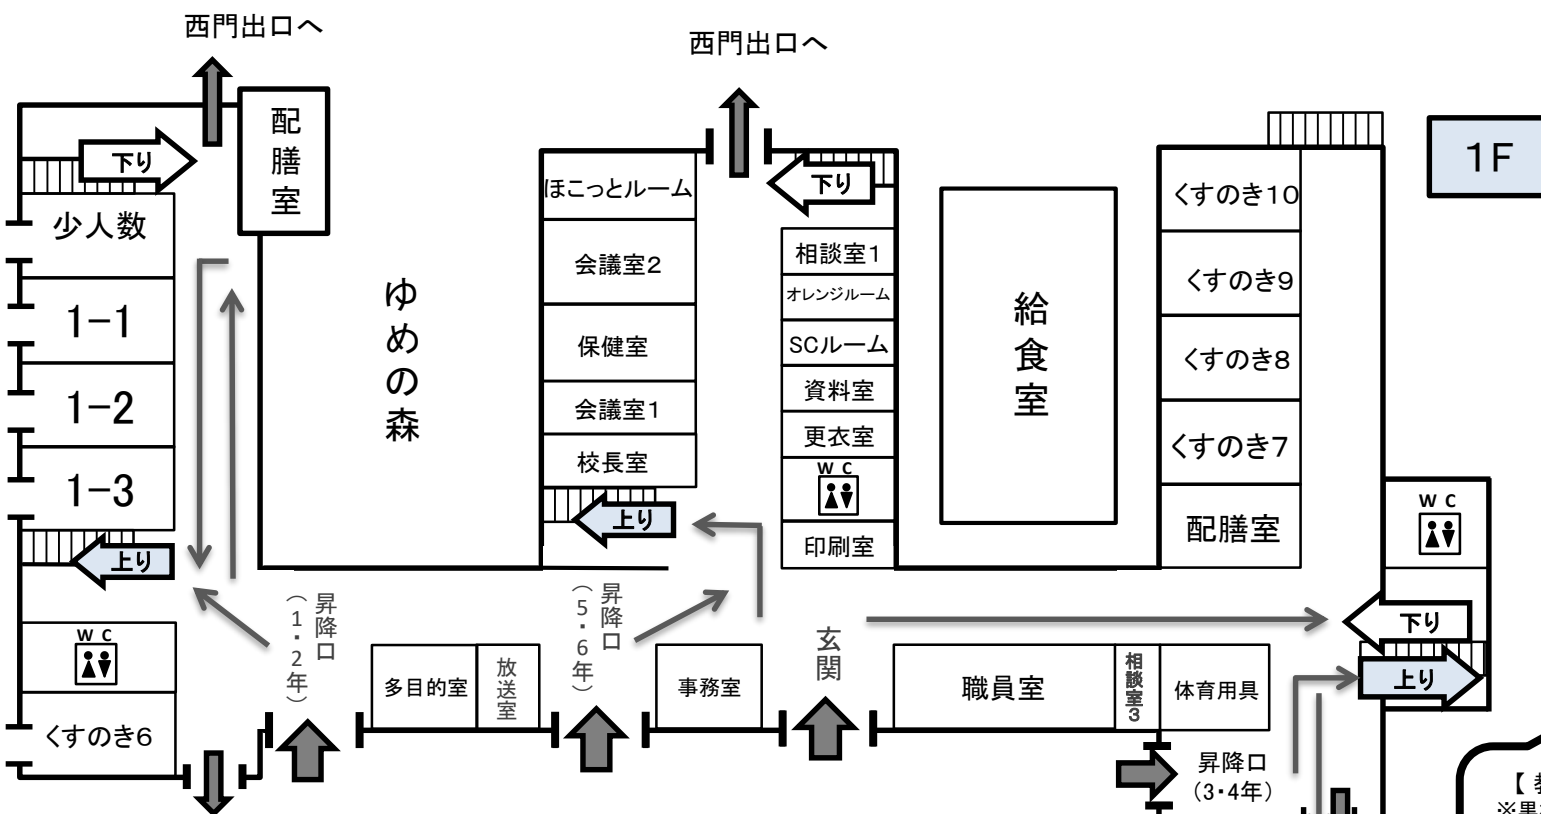 西門出口へ
西門出口へ
1F
配膳室
下り
少人数
1-1
1-2
1-3
上り
WC
くすのき6
ゆめの森
昇降口
（1・2年）
多目的室
放送室
ほこっとルーム
会議室2
保健室
会議室1
校長室
上り
昇降口
（5・6年）
事務室
下り
相談室1
オレンジルーム
SCルーム
資料室
更衣室
WC
印刷室
玄関
給食室
職員室
相談室3
体育用具
くすのき10
くすのき9
くすのき8
くすのき7
配膳室
WC
下り
上り
昇降口
（3・4年）
【